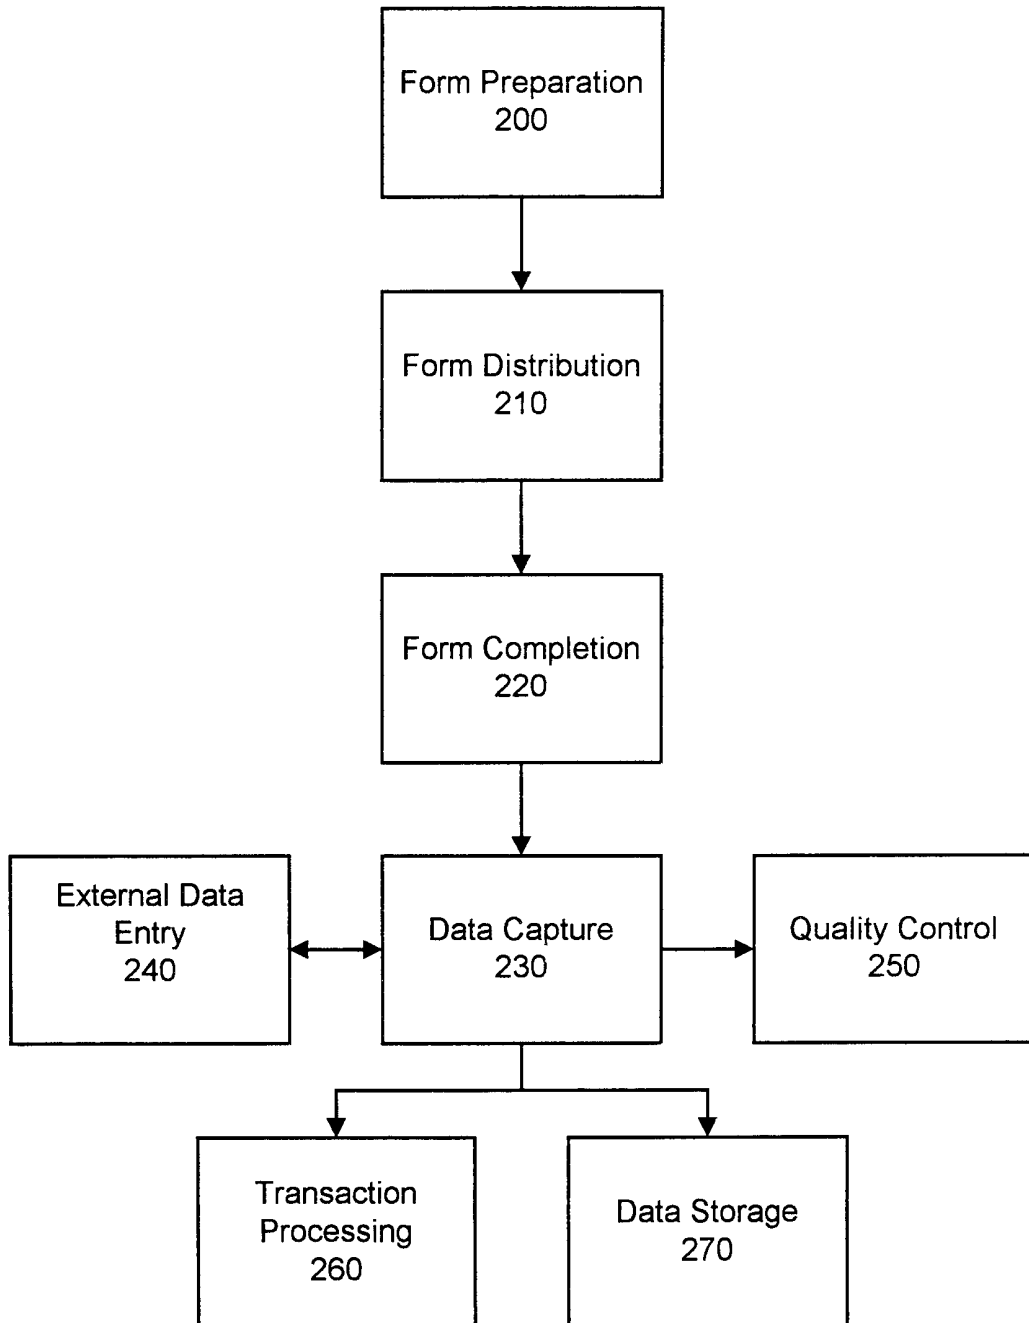 Form Preparation
200
Form Distribution
210
Form Completion
220
External Data
Entry
240
Data Capture
230
Quality Control
250
Transaction
Processing
260
Data Storage
270